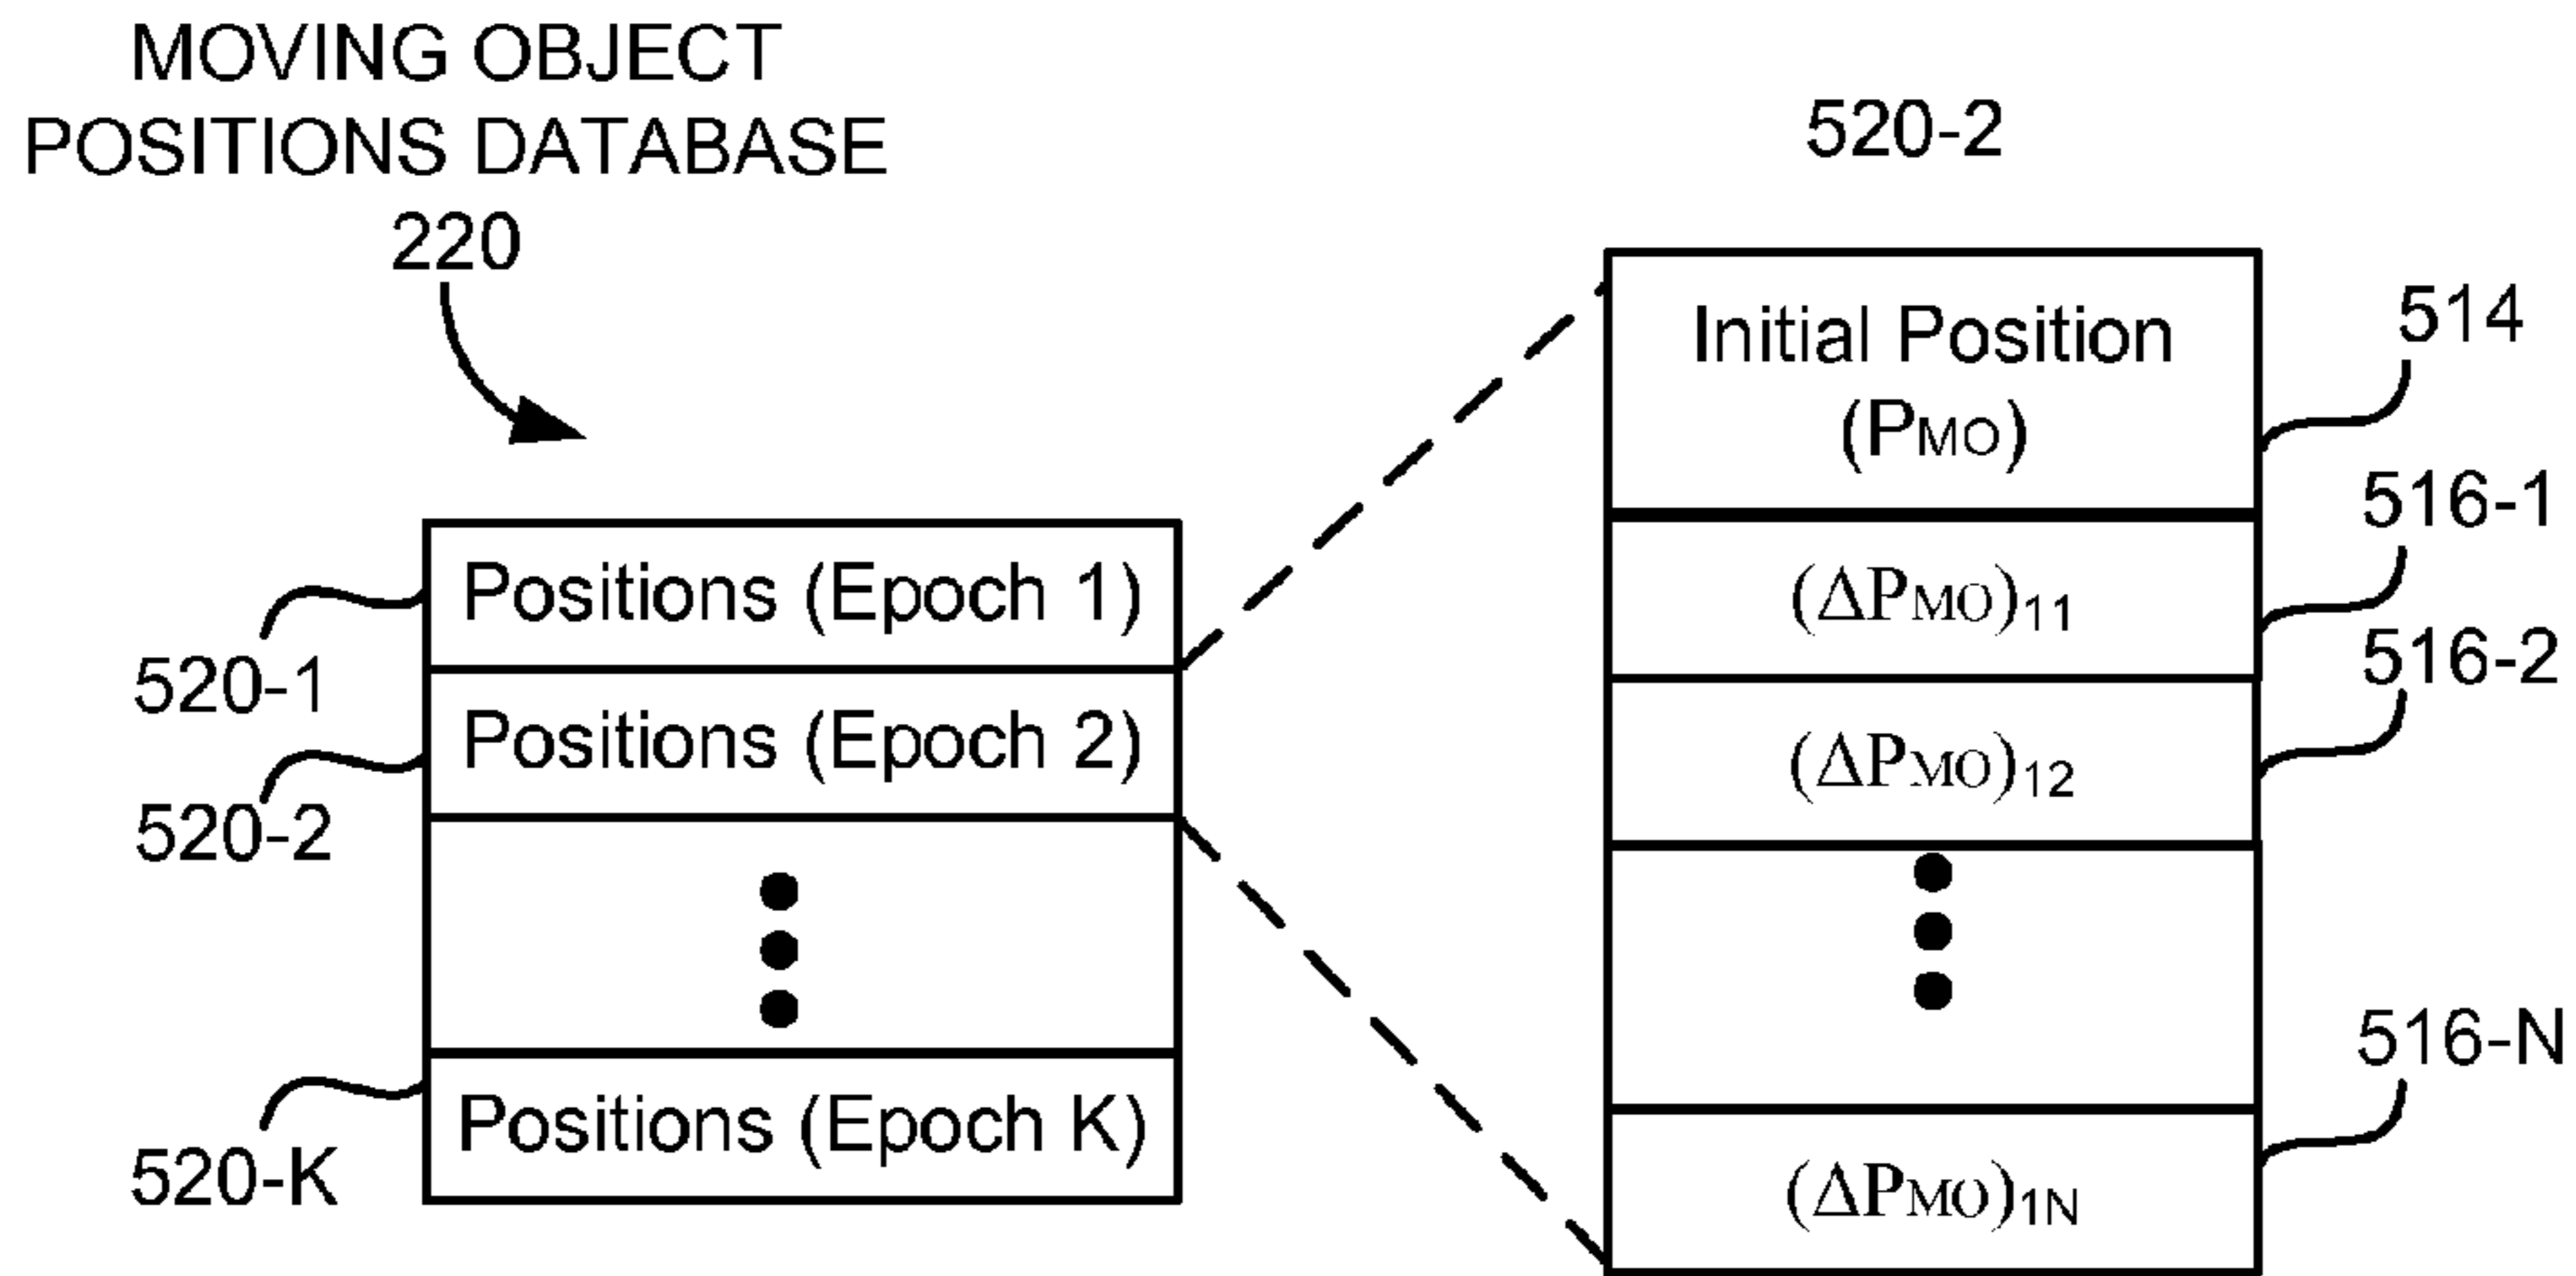 MOVING OBJECT
POSITIONS DATABASE
220
Positions (Epoch 1)
Positions (Epoch 2)
Positions (Epoch K)
520-1
520-2
520-K
520-2
Initial Position
(PMO)
(ΔPMO)11
(ΔPMO)12
(ΔPMO)1N
514
516-1
516-2
516-N